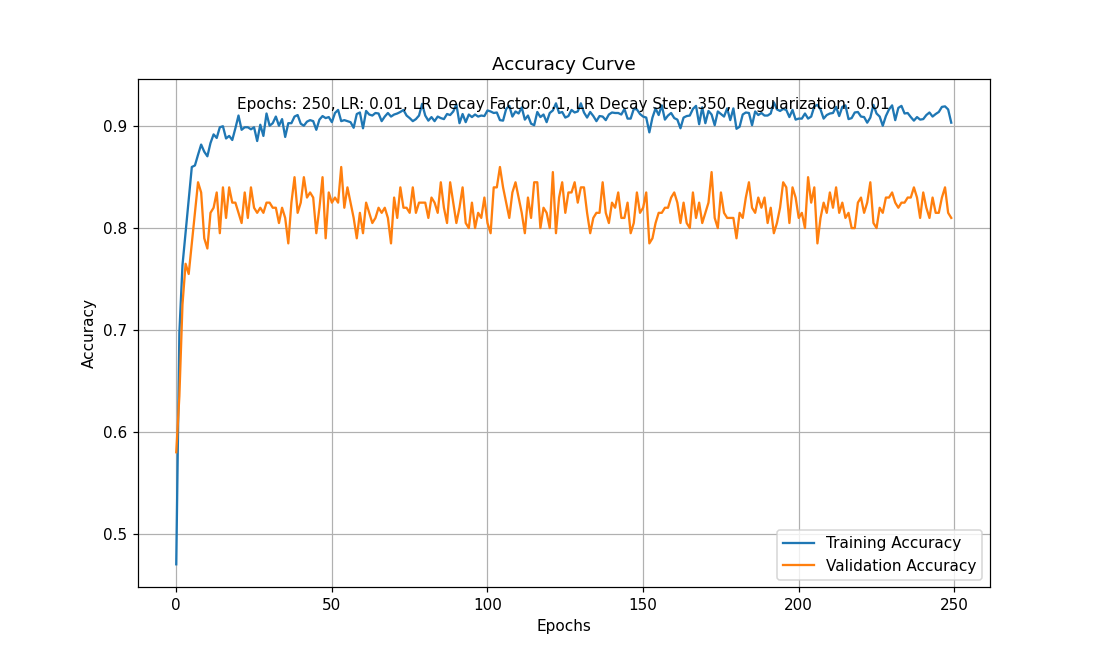 Accuracy Curve
Epochs: 250, LR: 0.01, LR Decay Factor:0.1, LR Decay Step: 350, Regularization: 0.01
0.9
0.8
0.7
0.6
0.5
Accuracy
Training Accuracy
Validation Accuracy
0 50 100 150 200 250
Epochs